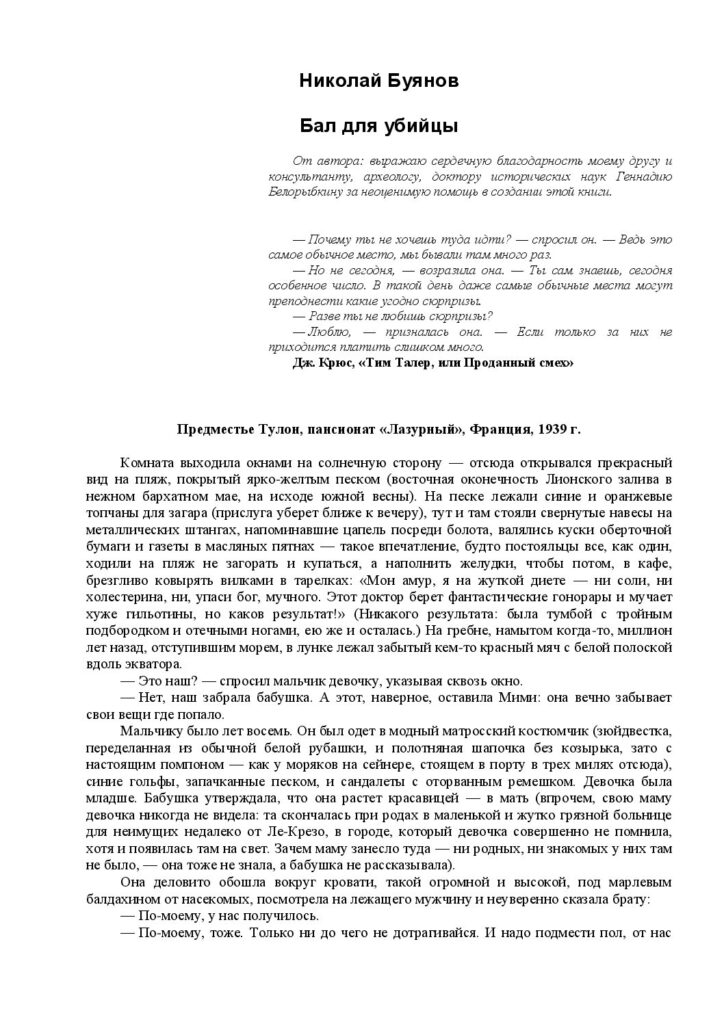 Николай Буянов
Бал для убийцы
От автора: выражаю сердечную благодарность моему другу и
консультанту, археологу, доктору исторических наук Геннадию
Белорыбкину за неоценимую помощь в создании этой книги.
— Почему ты не хочешь туда идти? — спросил он. — Ведь это
самое обычное место, мы бывали там много раз.
— Но не сегодня, — возразила она. — Ты сам знаешь, сегодня
особенное число. В такой день даже самые обычные места могут
преподнести какие угодно сюрпризы.
— Разве ты не любишь сюрпризы?
— Люблю, — призналась она. — Если только за них не
приходится платить слишком много.
Дж. Крюс, «Тим Талер, или Проданный смех»
Предместье Тулон, пансионат «Лазурный», Франция, 1939 г.
Комната выходила окнами на солнечную сторону — отсюда открывался прекрасный
вид на пляж, покрытый ярко-желтым песком (восточная оконечность Лионского залива в
нежном бархатном мае, на исходе южной весны). На песке лежали синие и оранжевые
топчаны для загара (прислуга уберет ближе к вечеру), тут и там стояли свернутые навесы на
металлических штангах, напоминавшие цапель посреди болота, валялись куски оберточной
бумаги и газеты в масляных пятнах — такое впечатление, будто постояльцы все, как один,
ходили на пляж не загорать и купаться, а наполнить желудки, чтобы потом, в кафе,
брезгливо ковырять вилками в тарелках: «Мон амур, я на жуткой диете — ни соли, ни
холестерина, ни, упаси бог, мучного. Этот доктор берет фантастические гонорары и мучает
хуже гильотины, но каков результат!» (Никакого результата: была тумбой с тройным
подбородком и отечными ногами, ею же и осталась.) На гребне, намытом когда-то, миллион
лет назад, отступившим морем, в лунке лежал забытый кем-то красный мяч с белой полоской
вдоль экватора.
— Это наш? — спросил мальчик девочку, указывая сквозь окно.
— Нет, наш забрала бабушка. А этот, наверное, оставила Мими: она вечно забывает
свои вещи где попало.
Мальчику было лет восемь. Он был одет в модный матросский костюмчик (зюйдвестка,
переделанная из обычной белой рубашки, и полотняная шапочка без козырька, зато с
настоящим помпоном — как у моряков на сейнере, стоящем в порту в трех милях отсюда),
синие гольфы, запачканные песком, и сандалеты с оторванным ремешком. Девочка была
младше. Бабушка утверждала, что она растет красавицей — в мать (впрочем, свою маму
девочка никогда не видела: та скончалась при родах в маленькой и жутко грязной больнице
для неимущих недалеко от Ле-Крезо, в городе, который девочка совершенно не помнила,
хотя и появилась там на свет. Зачем маму занесло туда — ни родных, ни знакомых у них там
не было, — она тоже не знала, а бабушка не рассказывала).
Она деловито обошла вокруг кровати, такой огромной и высокой, под марлевым
балдахином от насекомых, посмотрела на лежащего мужчину и неуверенно сказала брату:
— По-моему, у нас получилось.
— По-моему, тоже. Только ни до чего не дотрагивайся. И надо подмести пол, от нас